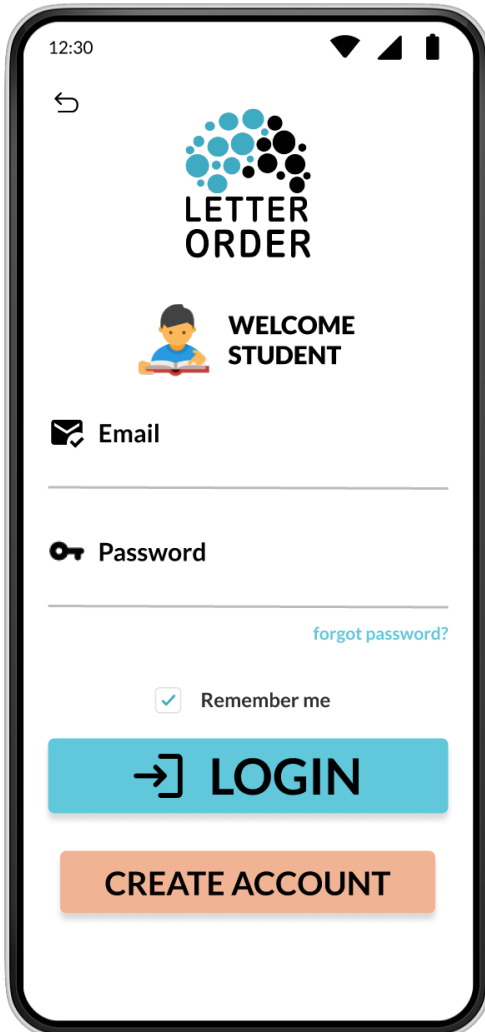 12:30
LETTER
ORDER
WELCOME
STUDENT
Email
Password
forgot password?
Remember me
LOGIN
CREATE ACCOUNT